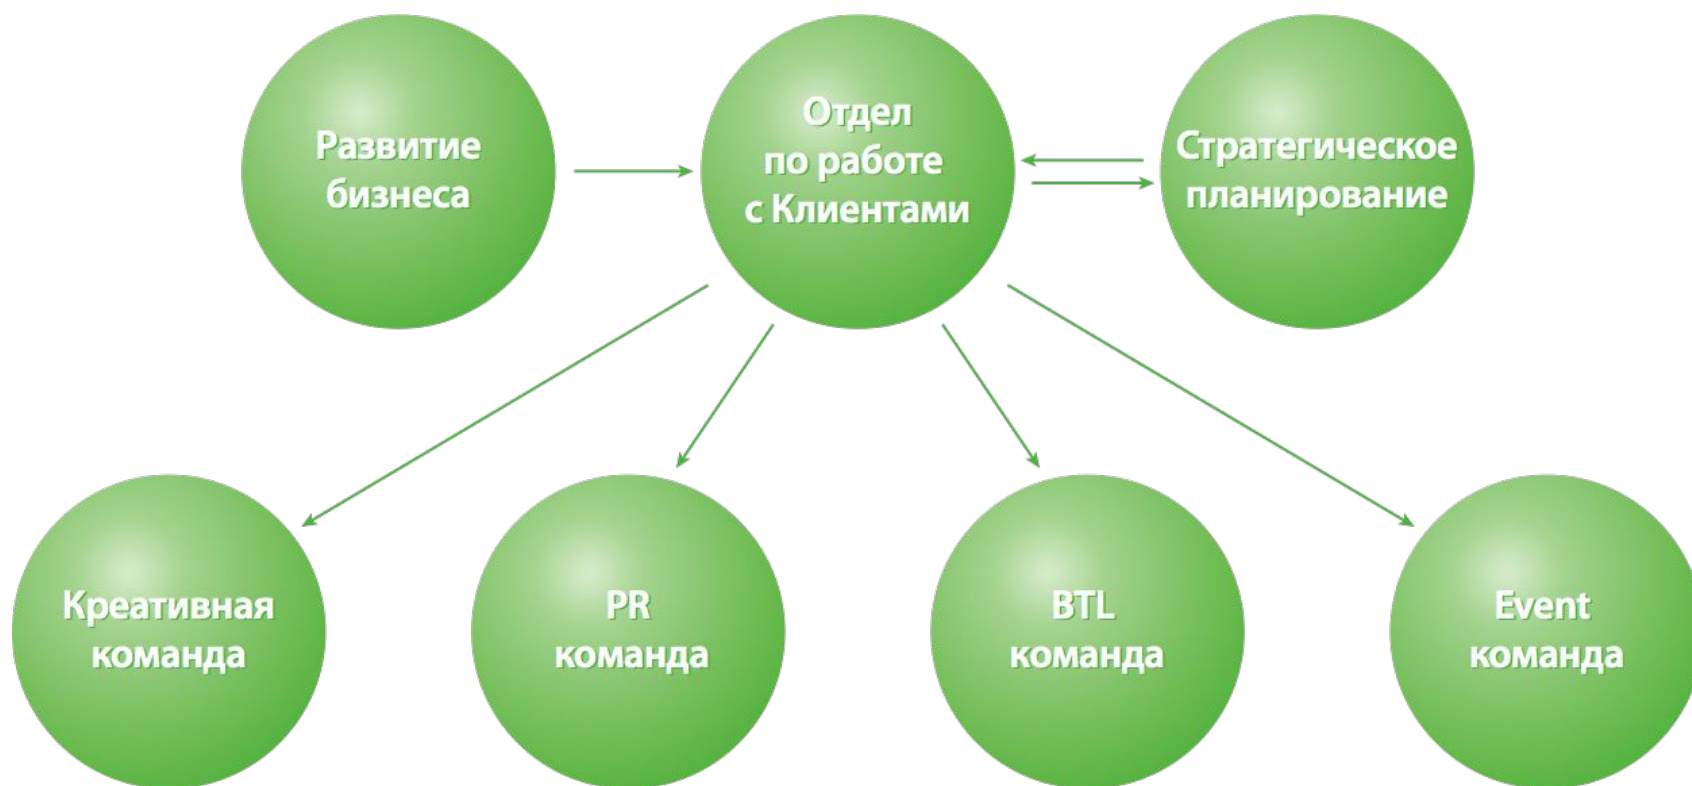 Развитие
бизнеса
Отдел
по работе
с Клиентами
Стратегическое
планирование
Креативная
команда
PR
команда
BTL
команда
Event
команда